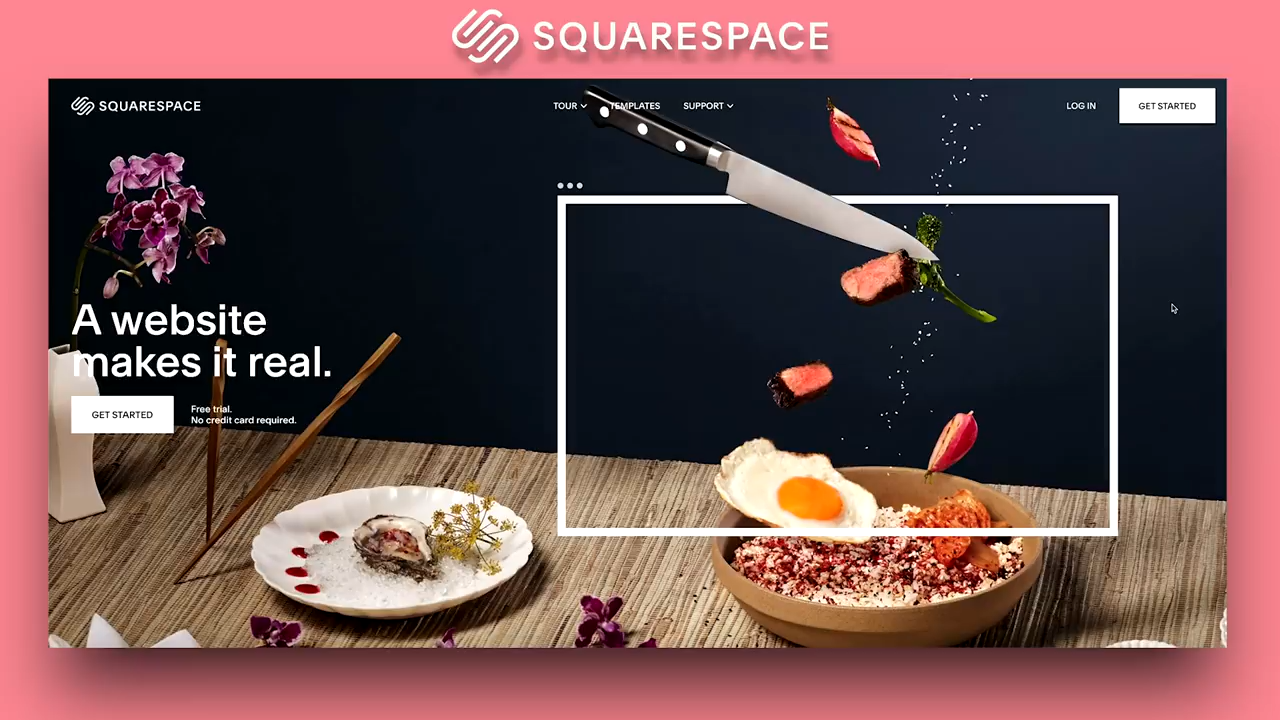 SQUARESPACE
SQUARESPACE
TOUR
TEMPLATES
SUPPORT
LOG IN
GET STARTED
A website
makes it real.
GET STARTED
Free trial.
No credit card required.